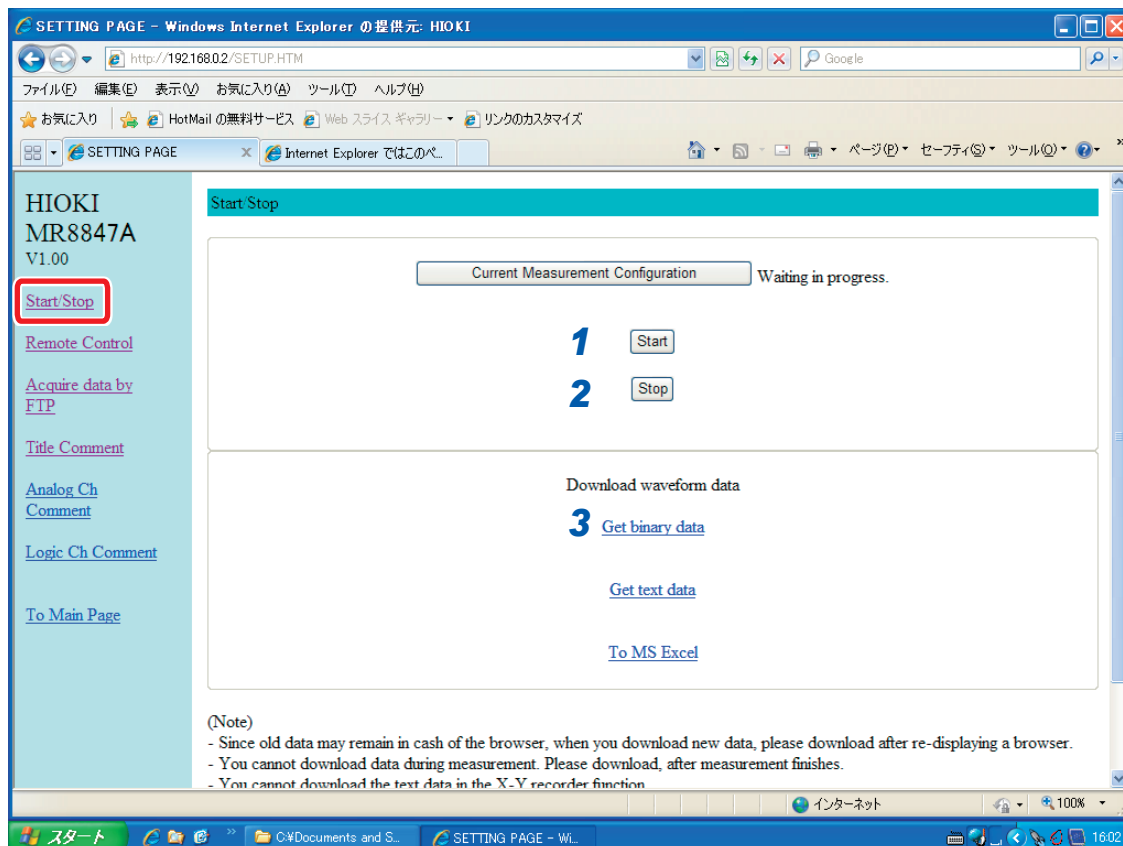 SETTING PAGE - Windows Internet Explorer の提供元: HIOKI
http://192.168.0.2/SETUP.HTM
Google
ファイル(F) 編集(E) 表示(V) お気に入り(A) ツール(T) ヘルプ(H)
お気に入り HotMail の無料サービス Web スライス ギャラリー リンクのカスタマイズ
SETTING PAGE X Internet Explorer ではこのペ... ページ(P) セーフティ(S) ツール(O)
HIOKI
MR8847A
V1.00
Start/Stop
Remote Control
Acquire data by
FTP
Title Comment
Analog Ch
Comment
Logic Ch Comment
To Main Page
Start/Stop
Current Measurement Configuration Waiting in progress.
1 Start
2 Stop
Download waveform data
3 Get binary data
Get text data
To MS Excel
(Note)
- Since old data may remain in cash of the browser, when you download new data, please download after re-displaying a browser.
- You cannot download data during measurement. Please download, after measurement finishes.
- You cannot download the text data in the X-Y recorder function
インターネット 100%
スタート C:¥Documents and S... SETTING PAGE - Wi... 16:02